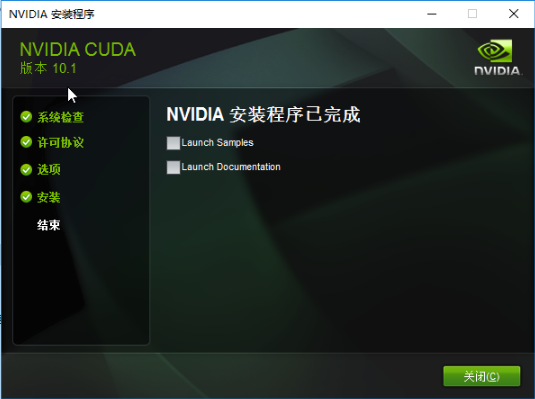 NVIDIA 安装程序
NVIDIA CUDA
版本 10.1
NVIDIA.
系统检查
许可协议
选项
安装
结束
NVIDIA 安装程序已完成
Launch Samples
Launch Documentation
关闭(C)